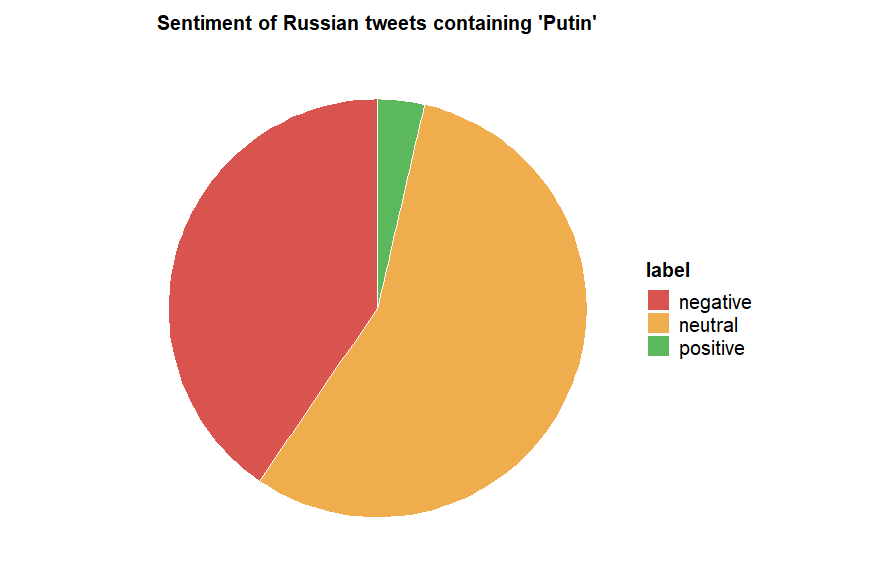 Sentiment of Russian tweets containing 'Putin'
label
negative
neutral
positive